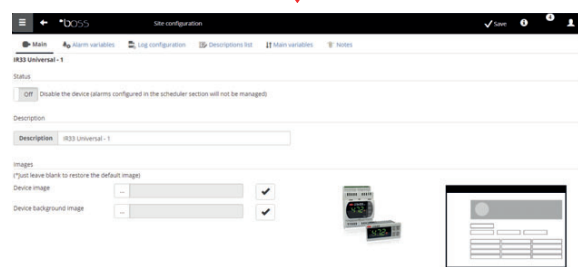 boss
Site configuration
Save
4
Main
Alarm variables
Log configuration
Descriptions list
Main variables
Notes
IR33 Universal - 1
Status
Off
Disable the device (alarms configured in the scheduler section will not be managed)
Description
Description
IR33 Universal - 1
Images
(*Just leave blank to restore the default image)
Device image
...
Device background image
...